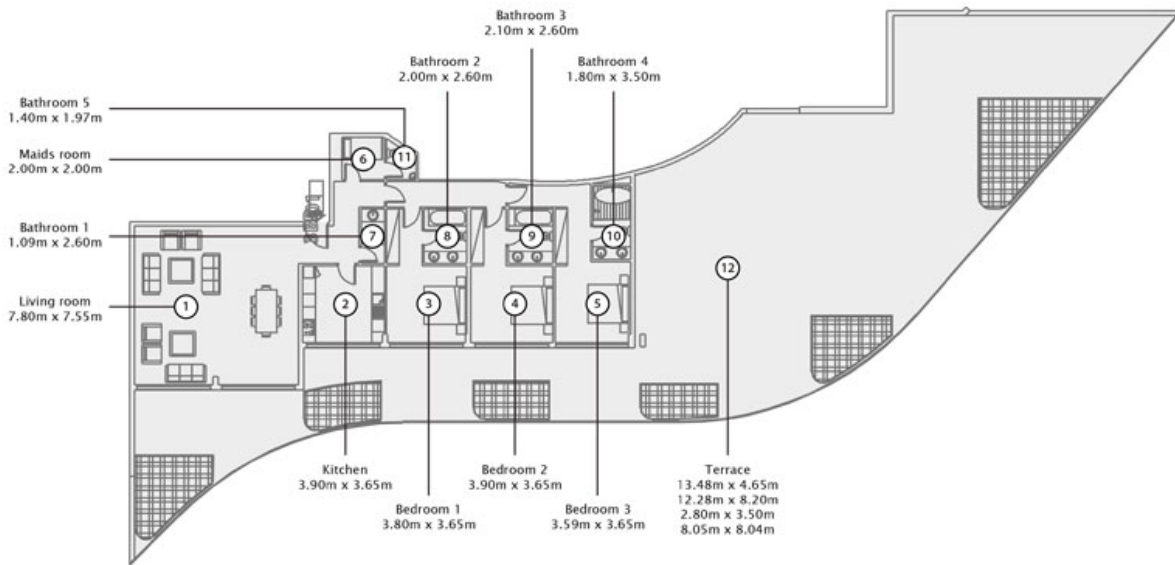 Bathroom 3
2.10m x 2.60m
Bathroom 2
2.00m x 2.60m
Bathroom 4
1.80m x 3.50m
Bathroom 5
1.40m x 1.97m
Maids room
2.00m x 2.00m
Bathroom 1
1.09m x 2.60m
Living room
7.80m x 7.55m
6
11
7
8
9
10
12
1
2
3
4
5
Kitchen
3.90m x 3.65m
Bedroom 1
3.80m x 3.65m
Bedroom 2
3.90m x 3.65m
Bedroom 3
3.59m x 3.65m
Terrace
13.48m x 4.65m
12.28m x 8.20m
2.80m x 3.50m
8.05m x 8.04m